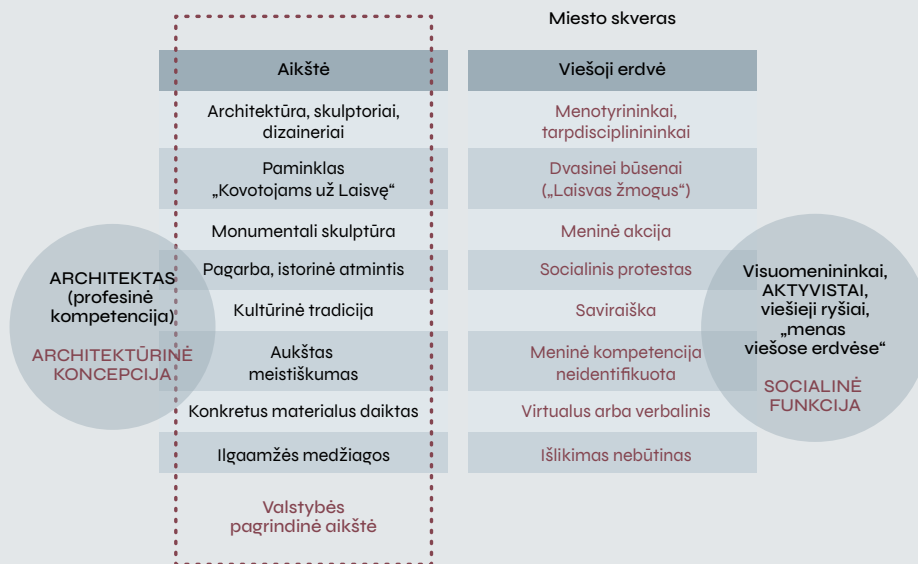 Miesto skveras
Aikštė
Viešoji erdvė
Architektūra, skulptoriai,
dizaineriai
Menotyrininkai,
tarpdisciplinininkai
Paminklas
„Kovotojams už Laisvę“
Dvasinei būsenai
(„Laisvas žmogus“)
Monumentali skulptūra
Meninė akcija
Pagarba, istorinė atmintis
Socialinis protestas
Kultūrinė tradicija
Saviraiška
Aukštas
meistiškumas
Meninė kompetencija
neidentifikuota
Konkretus materialus daiktas
Virtualus arba verbalinis
Ilgaamžės medžiagos
Išlikimas nebūtinas
Valstybės
pagrindinė aikštė
ARCHITEKTAS
(profesinė
kompetencija)
ARCHITEKTŪRINĖ
KONCEPCIJA
Visuomenininkai,
AKTYVISTAI,
viešieji ryšiai,
„menas
viešose erdvėse“
SOCIALINĖ
FUNKCIJA